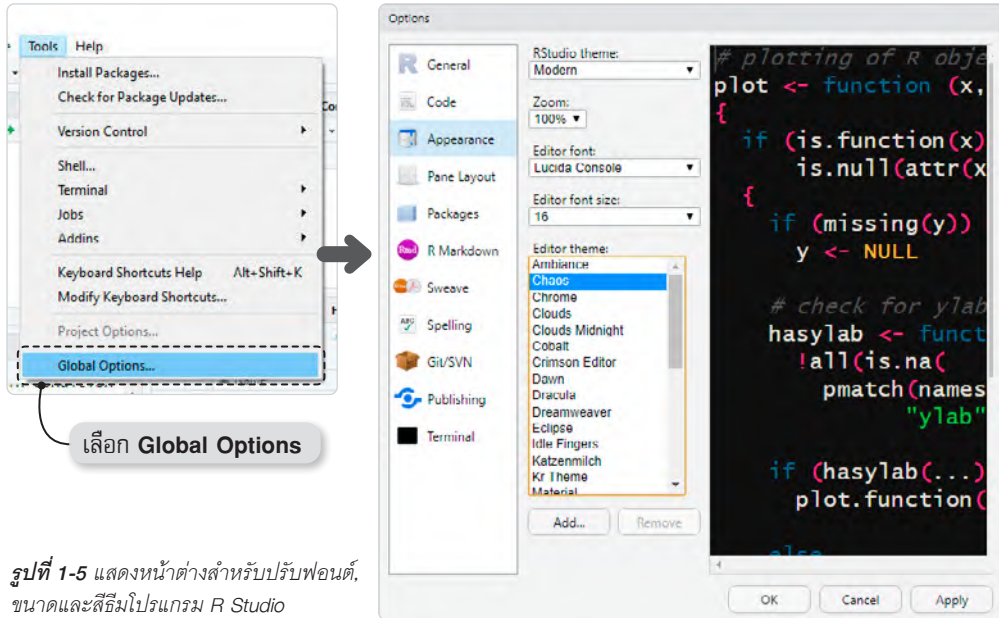 Tools Help
Install Packages...
Check for Package Updates...
Version Control
Shell...
Terminal
Jobs
Addins
Keyboard Shortcuts Help Alt+Shift+K
Modify Keyboard Shortcuts...
Project Options...
Global Options...
เลือก Global Options
รูปที่ 1-5 แสดงหน้าต่างสำหรับปรับฟอนต์,
ขนาดและสีธีมโปรแกรม R Studio
Options
General
Code
Appearance
Pane Layout
Packages
R Markdown
Sweave
Spelling
Git/SVN
Publishing
Terminal
RStudio theme:
Modern
Zoom:
100%
Editor font:
Lucida Console
Editor font size:
16
Editor theme:
Ambiance
Chaos
Chrome
Clouds
Clouds Midnight
Cobalt
Crimson Editor
Dawn
Dracula
Dreamweaver
Eclipse
Idle Fingers
Katzenmilch
Kr Theme
Material
Add... Remove
# plotting of R obje
plot <- function (x,
{
if (is.function(x)
is.null(attr(x
{
if (missing(y))
y <- NULL
# check for ylab
hasylab <- funct
!all(is.na(
pmatch(names
"ylab"
if (hasylab(...)
plot.function(
else
OK Cancel Apply